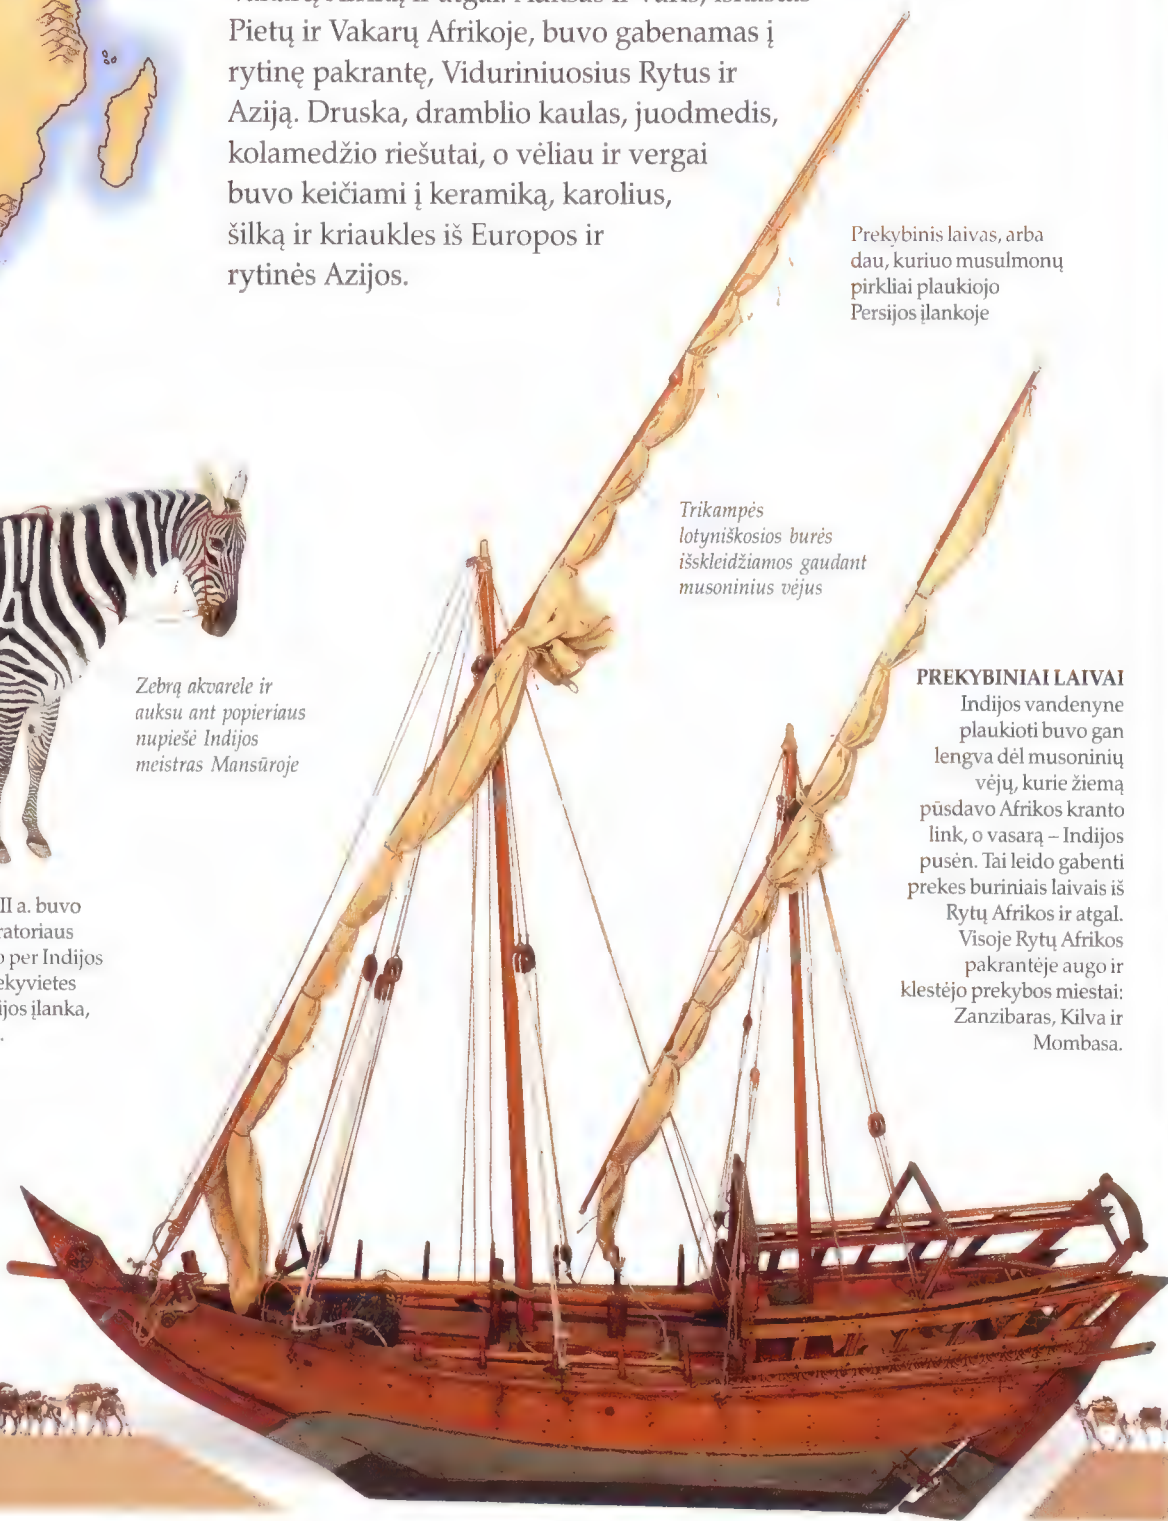 Pietų ir Vakarų Afrikoje, buvo gabenamas į
rytinę pakrantę, Viduriniuosius Rytus ir
Aziją. Druska, dramblio kaulas, juodmedis,
kolamedžio riešutai, o vėliau ir vergai
buvo keičiami į keramiką, karolius,
šilką ir kriaukles iš Europos ir
rytinės Azijos.
Prekybinis laivas, arba
dau, kuriuo musulmonų
pirkliai plaukiojo
Persijos įlankoje
Trikampės
lotyniškosios burės
išskleidžiamos gaudant
musoninius vėjus
Zebrą akvarele ir
auksu ant popieriaus
nupiešė Indijos
meistras Mansūroje
PREKYBINIAI LAIVAI
Indijos vandenyne
plaukioti buvo gan
lengva dėl musoninių
vėjų, kurie žiemą
pūsdavo Afrikos kranto
link, o vasarą – Indijos
pusėn. Tai leido gabenti
prekes buriniais laivais iš
Rytų Afrikos ir atgal.
Visoje Rytų Afrikos
pakrantėje augo ir
klestėjo prekybos miestai:
Zanzibaras, Kilva ir
Mombasa.
II a. buvo
ratoriaus
per Indijos
ekyvietes
ijos įlanka,